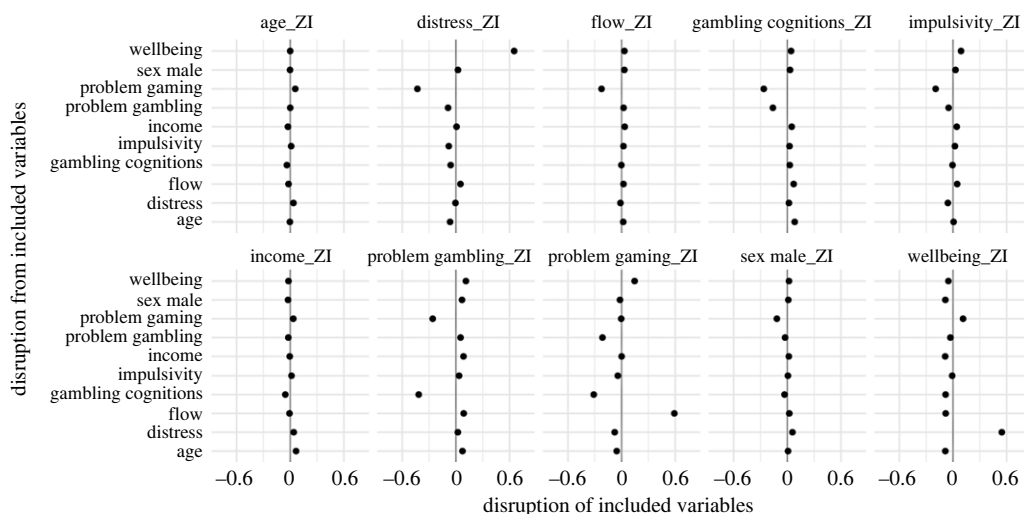 age_ZI distress_ZI flow_ZI gambling cognitions_ZI impulsivity_ZI
wellbeing
sex male
problem gaming
problem gambling
income
impulsivity
gambling cognitions
flow
distress
age
disruption from included variables
income_ZI problem gambling_ZI problem gaming_ZI sex male_ZI wellbeing_ZI
wellbeing
sex male
problem gaming
problem gambling
income
impulsivity
gambling cognitions
flow
distress
age
–0.6 0 0.6 –0.6 0 0.6 –0.6 0 0.6 –0.6 0 0.6 –0.6 0 0.6
disruption of included variables